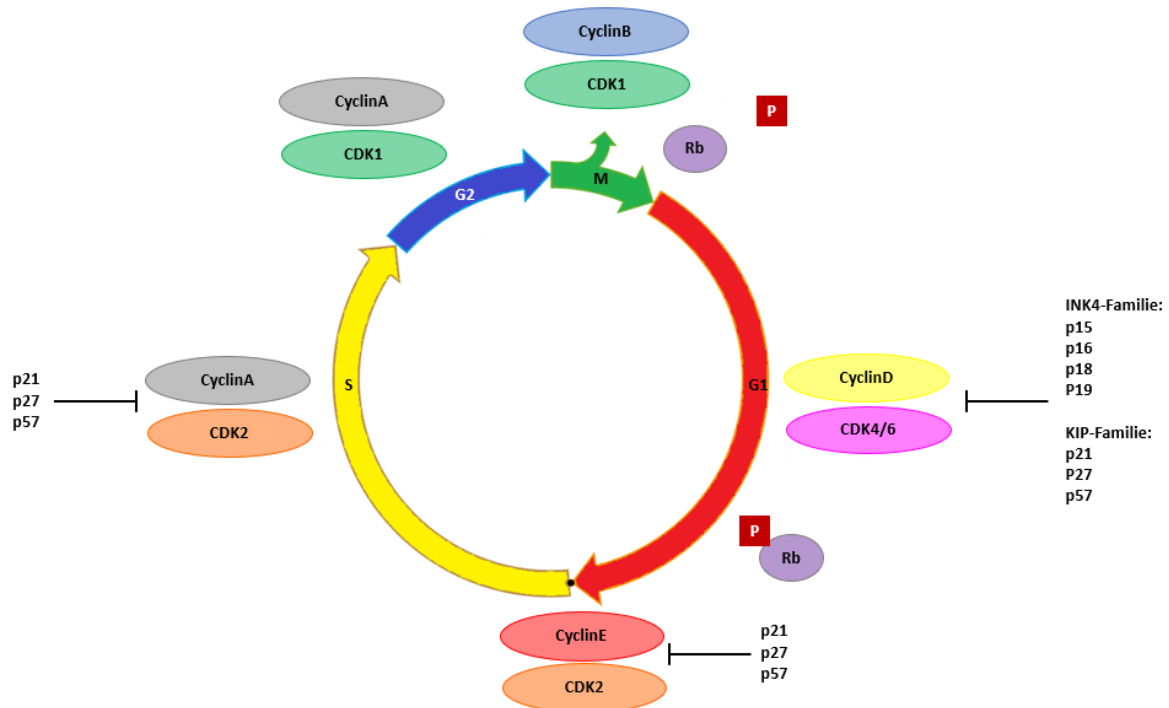 CyclinB
CDK1
CyclinA
CDK1
P
Rb
G2
M
INK4-Familie:
p15
p16
p18
P19
KIP-Familie:
p21
P27
p57
CyclinD
CDK4/6
G1
S
p21
p27
p57
CyclinA
CDK2
P
Rb
CyclinE
CDK2
p21
p27
p57